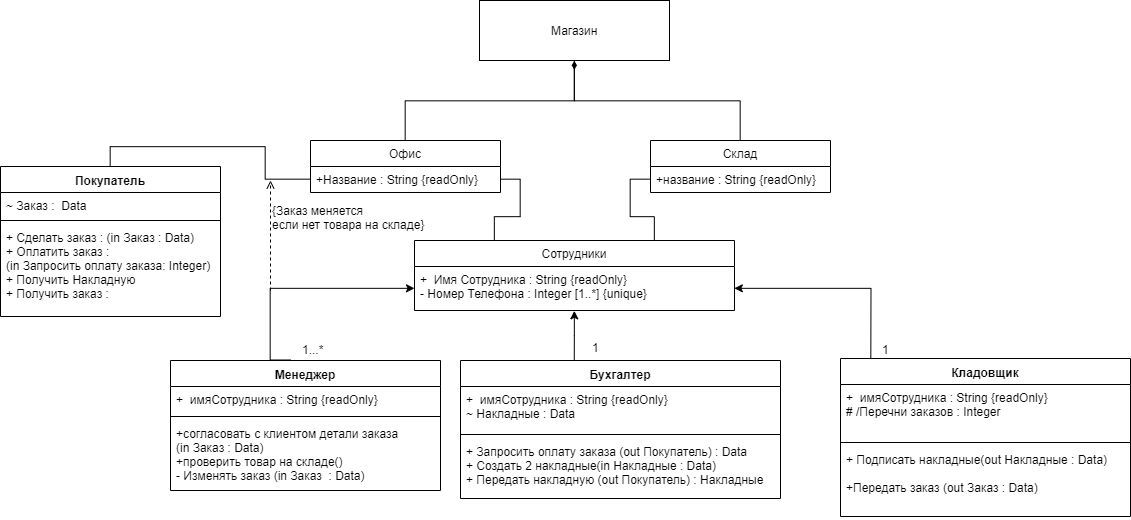 Магазин
Офис
+Название : String {readOnly}
Склад
+название : String {readOnly}
Покупатель
~ Заказ :  Data
+ Сделать заказ : (in Заказ : Data)
+ Оплатить заказ :
(in Запросить оплату заказа: Integer)
+ Получить Накладную
+ Получить заказ :
{Заказ меняется
если нет товара на складе}
Сотрудники
+  Имя Сотрудника : String {readOnly}
- Номер Телефона : Integer [1..*] {unique}
1...*
Менеджер
+  имяСотрудника : String {readOnly}
+согласовать с клиентом детали заказа
(in Заказ : Data)
+проверить товар на складе()
- Изменять заказ (in Заказ  : Data)
1
Бухгалтер
+  имяСотрудника : String {readOnly}
~ Накладные : Data
+ Запросить оплату заказа (out Покупатель) : Data
+ Создать 2 накладные(in Накладные : Data)
+ Передать накладную (out Покупатель) : Накладные
1
Кладовщик
+  имяСотрудника : String {readOnly}
# /Перечни заказов : Integer
+ Подписать накладные(out Накладные : Data)
+Передать заказ (out Заказ : Data)